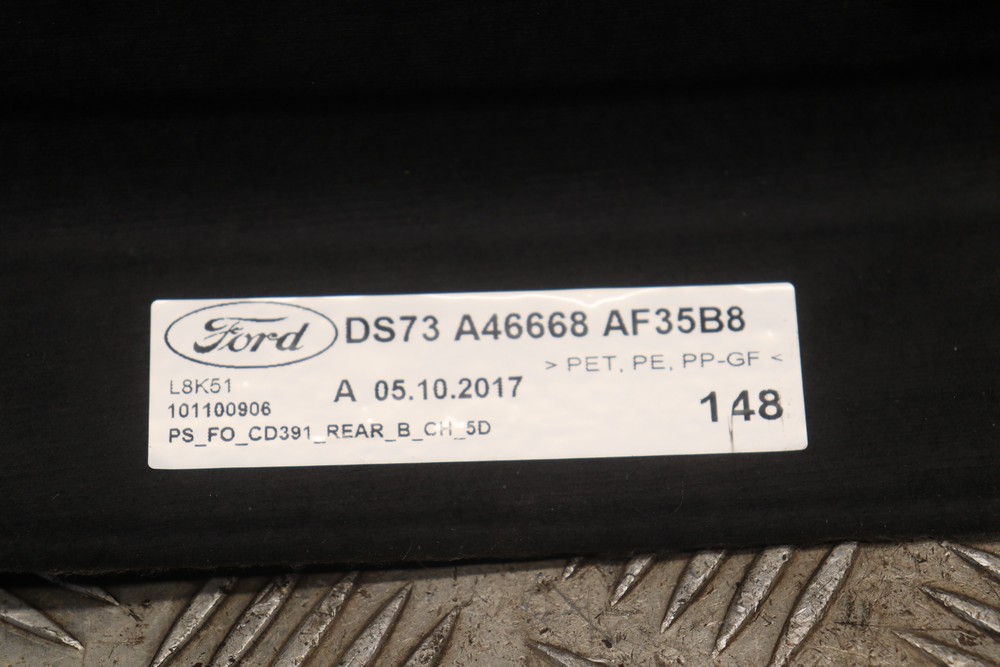 Ford DS73 A46668 AF35B8
> PET, PE, PP-GF <
L8K51 A 05.10.2017
101100906 148
PS_FO_CD391_REAR_B_CH_5D